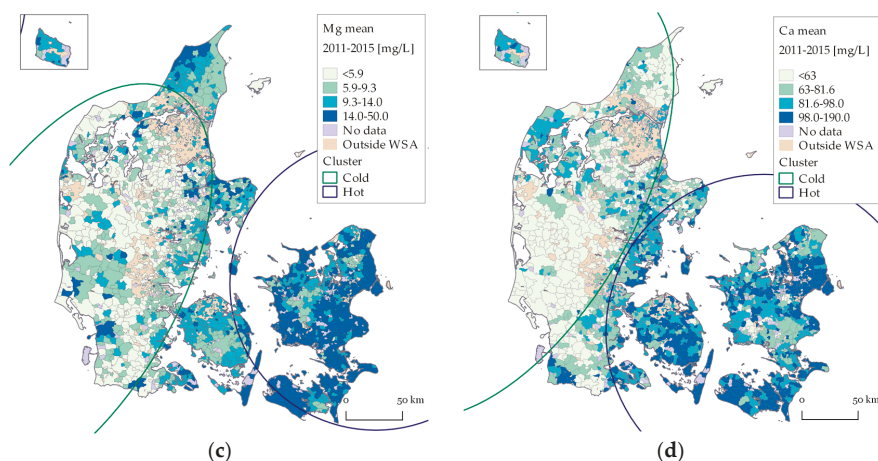 Mg mean
2011-2015 [mg/L]
<5.9
5.9-9.3
9.3-14.0
14.0-50.0
No data
Outside WSA
Cluster
Cold
Hot
0 50 km
(c)
Ca mean
2011-2015 [mg/L]
<63
63-81.6
81.6-98.0
98.0-190.0
No data
Outside WSA
Cluster
Cold
Hot
0 50 km
(d)